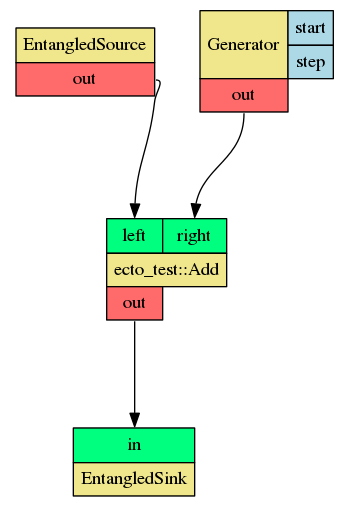 EntangledSource
out
Generator
start
step
out
left
right
ecto_test::Add
out
in
EntangledSink